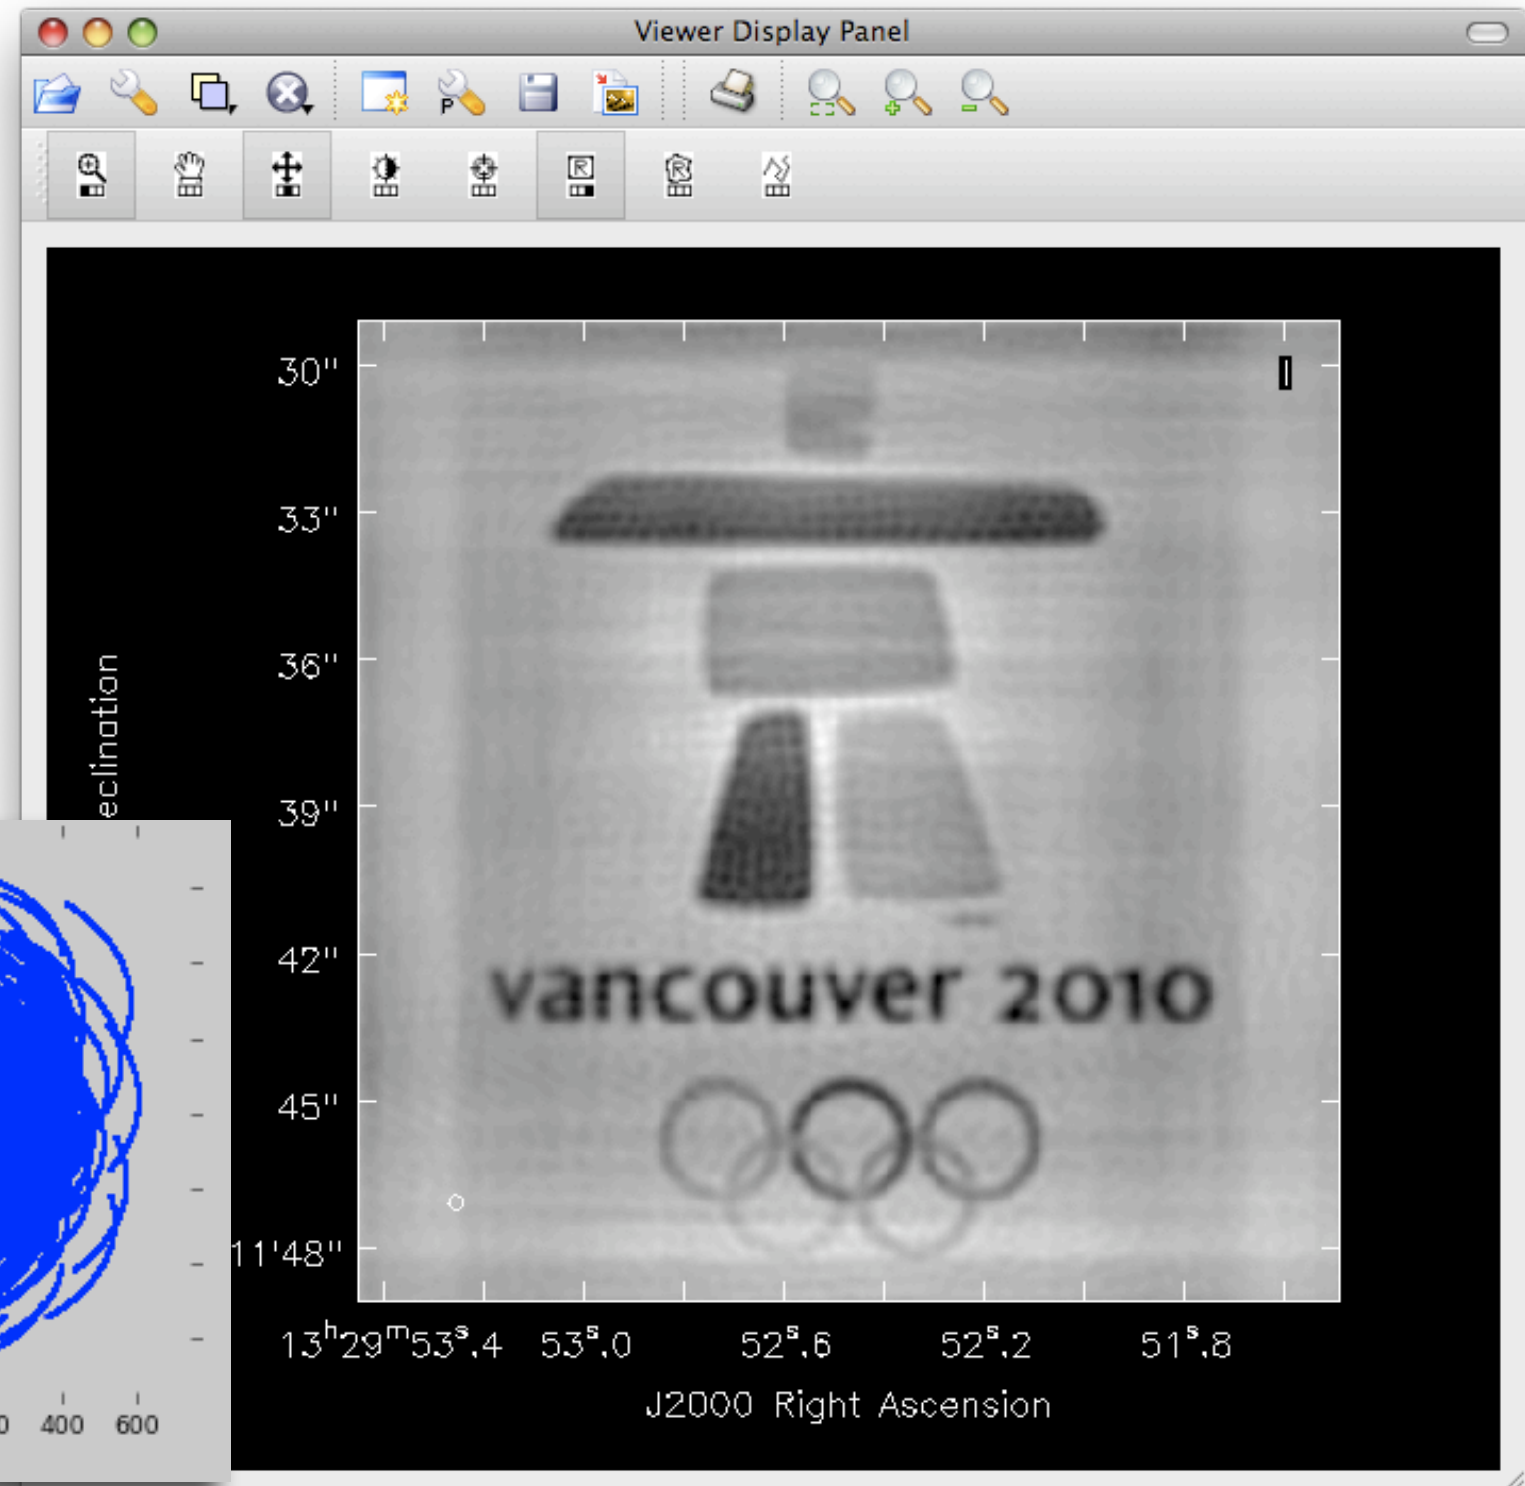 Viewer Display Panel
P
R
R
30"
33"
36"
39"
42"
45"
11'48"
eclination
I
vancouver 2010
13ʰ29ᵐ53ˢ.4 53ˢ.0 52ˢ.6 52ˢ.2 51ˢ.8
J2000 Right Ascension
0 400 600